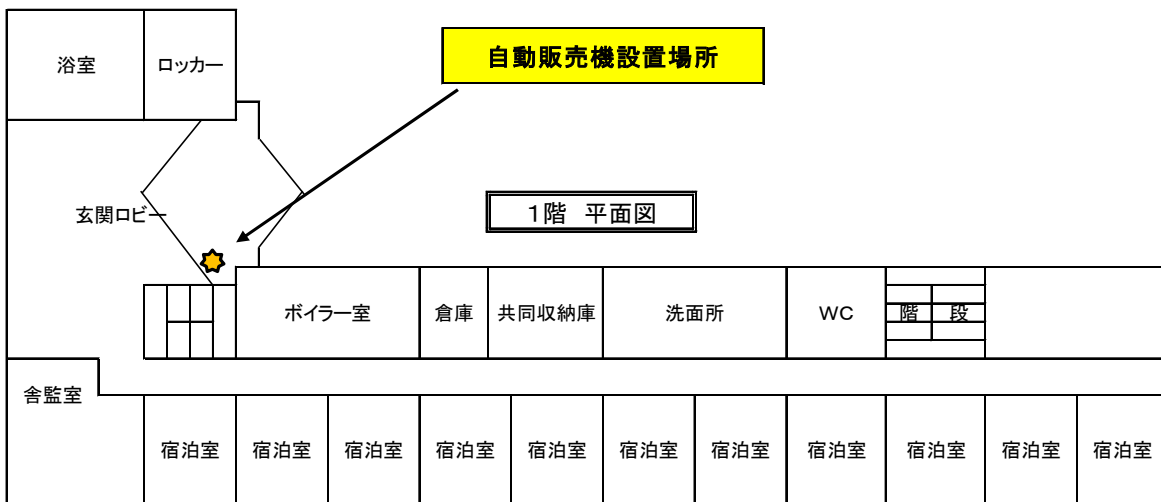 浴室
ロッカー
自動販売機設置場所
玄関ロビー
1階 平面図
ボイラー室
倉庫
共同収納庫
洗面所
WC
階 段
舎監室
宿泊室
宿泊室
宿泊室
宿泊室
宿泊室
宿泊室
宿泊室
宿泊室
宿泊室
宿泊室
宿泊室